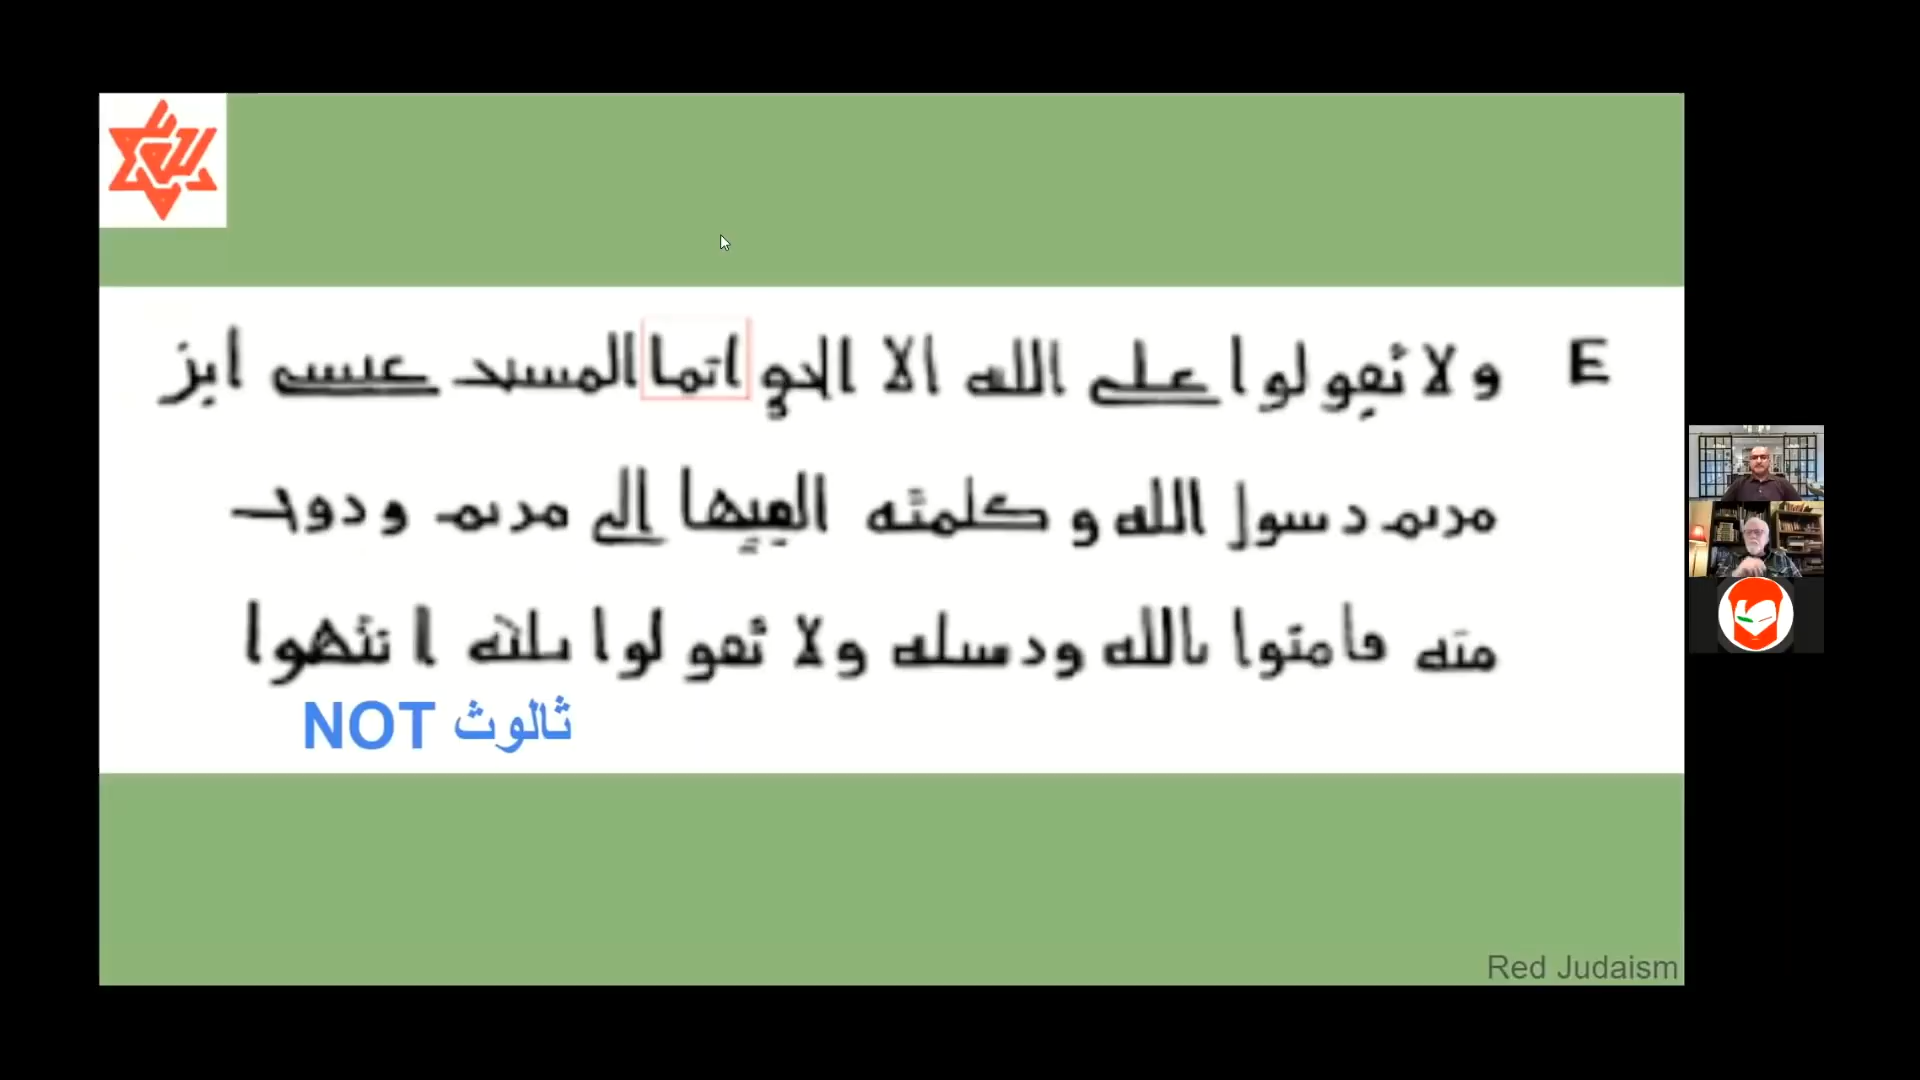 E ولا تقولوا على الله الا الحق انما المسيح عيسى ابن
مريم رسول الله وكلمته القيها الى مريم وروح
منه فامنوا بالله ورسله ولا تقولوا ثلثه انتهوا
NOT ثالوث
Red Judaism